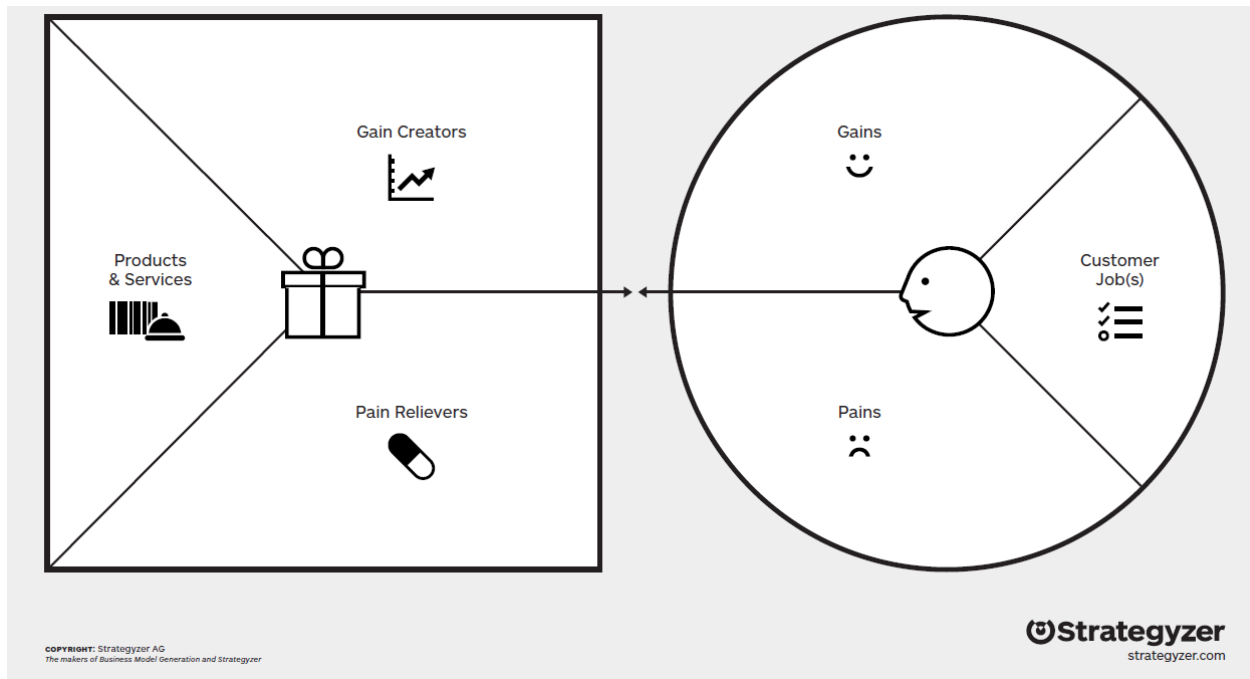 Gain Creators
Gains
Products
& Services
Customer
Job(s)
Pain Relievers
Pains
COPYRIGHT: Strategyzer AG
The makers of Business Model Generation and Strategyzer
Strategyzer
strategyzer.com